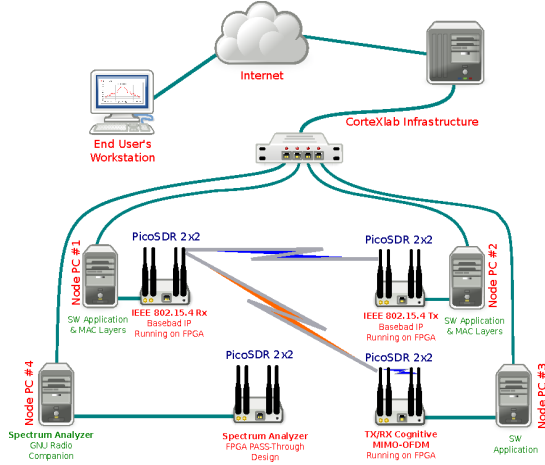 Internet
CorteXlab Infrastructure
End User's
Workstation
Node PC #1
PicoSDR 2x2
PicoSDR 2x2
Node PC #2
IEEE 802.15.4 Rx
Basebad IP
Running on FPGA
IEEE 802.15.4 Tx
Basebad IP
Running on FPGA
SW Application
& MAC Layers
SW Application
& MAC Layers
Node PC #4
PicoSDR 2x2
PicoSDR 2x2
Node PC #3
Spectrum Analyzer
GNU Radio
Companion
Spectrum Analyzer
FPGA PASS-Through
Design
TX/RX Cognitive
MIMO-OFDM
Running on FPGA
SW
Application